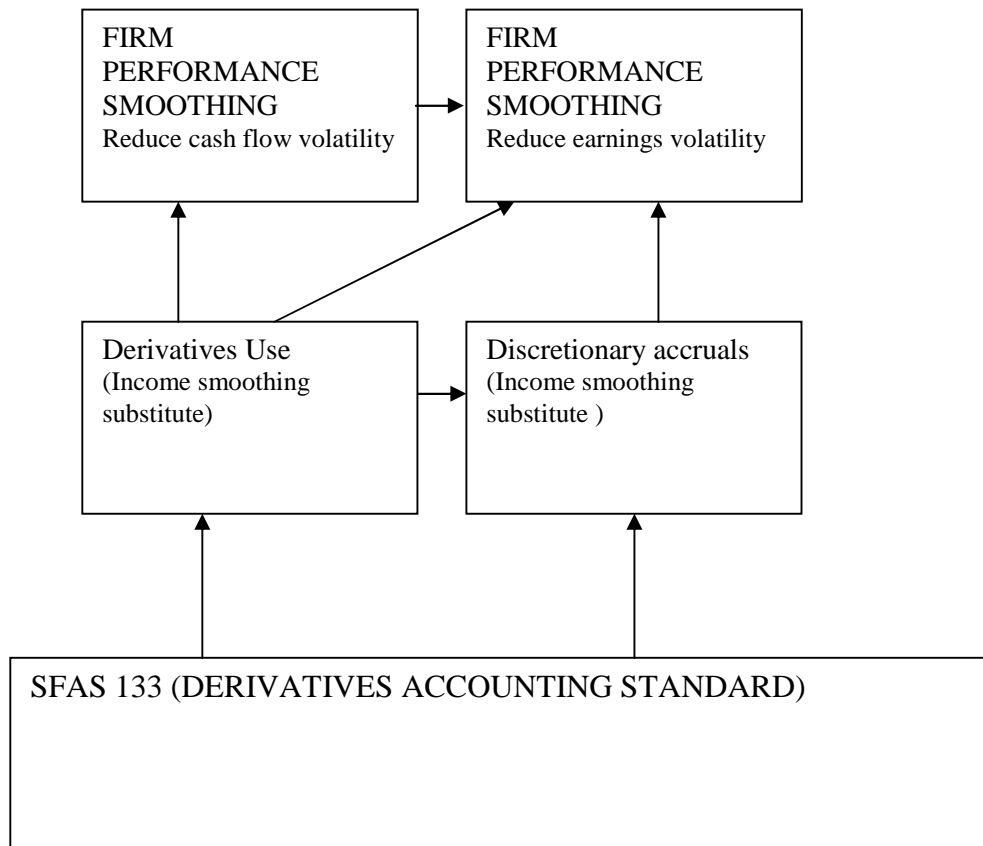 FIRM
PERFORMANCE
SMOOTHING
Reduce cash flow volatility
FIRM
PERFORMANCE
SMOOTHING
Reduce earnings volatility
Derivatives Use
(Income smoothing
substitute)
Discretionary accruals
(Income smoothing
substitute )
SFAS 133 (DERIVATIVES ACCOUNTING STANDARD)